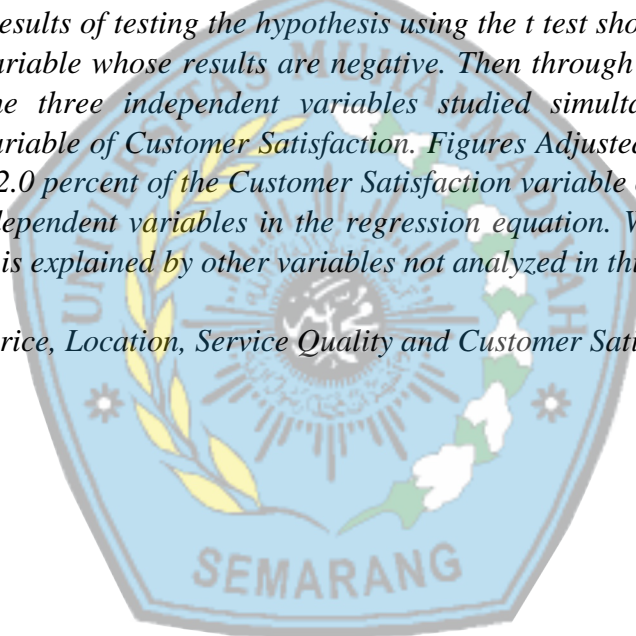 esults of testing the hypothesis using the t test sho
ariable whose results are negative. Then through
he three independent variables studied simulta
ariable of Customer Satisfaction. Figures Adjusted
2.0 percent of the Customer Satisfaction variable
dependent variables in the regression equation. W
is explained by other variables not analyzed in thi
rice, Location, Service Quality and Customer Sati
UNIVERSITAS MUHAMMADIYAH
SEMARANG